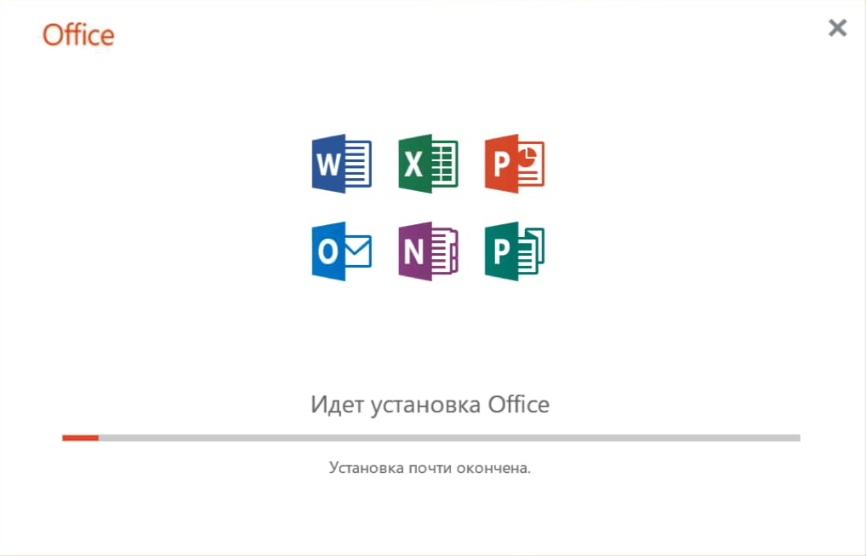 Office
W X P
O N P
Идет установка Office
Установка почти окончена.